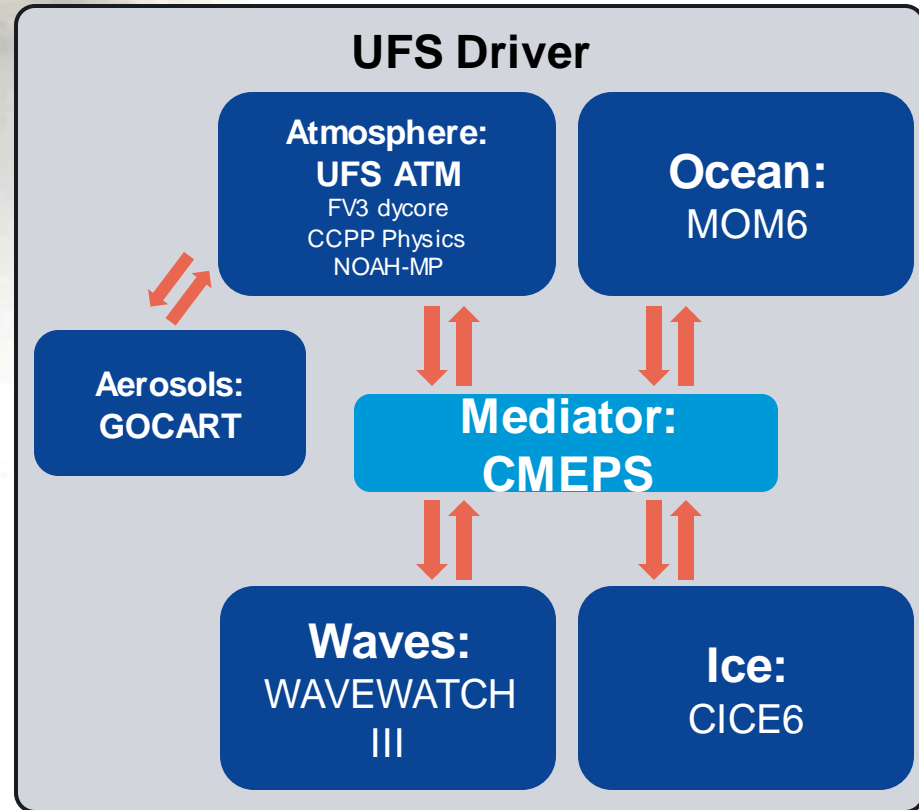 UFS Driver
Atmosphere:
UFS ATM
FV3 dycore
CCPP Physics
NOAH-MP
Ocean:
MOM6
Aerosols:
GOCART
Mediator:
CMEPS
Waves:
WAVEWATCH
III
Ice:
CICE6